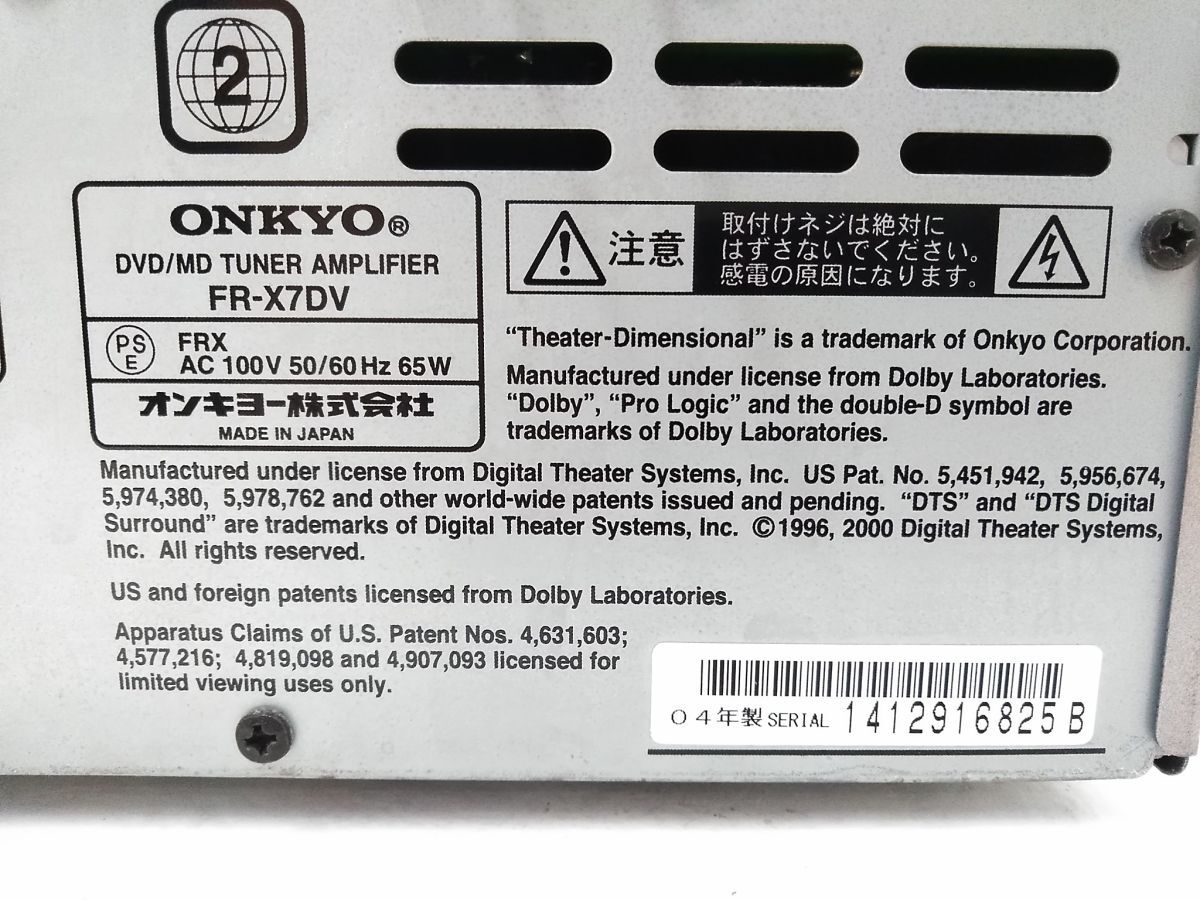 2
ONKYO®
DVD/MD TUNER AMPLIFIER
FR-X7DV
PS
E
FRX
AC 100V 50/60Hz 65W
オンキヨー株式会社
MADE IN JAPAN
注意
取付けネジは絶対に
はずさないでください。
感電の原因になります。
“Theater-Dimensional” is a trademark of Onkyo Corporation.
Manufactured under license from Dolby Laboratories.
“Dolby”, “Pro Logic” and the double-D symbol are
trademarks of Dolby Laboratories.
Manufactured under license from Digital Theater Systems, Inc. US Pat. No. 5,451,942, 5,956,674,
5,974,380, 5,978,762 and other world-wide patents issued and pending. “DTS” and “DTS Digital
Surround” are trademarks of Digital Theater Systems, Inc. ©1996, 2000 Digital Theater Systems,
Inc. All rights reserved.
US and foreign patents licensed from Dolby Laboratories.
Apparatus Claims of U.S. Patent Nos. 4,631,603;
4,577,216; 4,819,098 and 4,907,093 licensed for
limited viewing uses only.
04年製 SERIAL 1412916825B